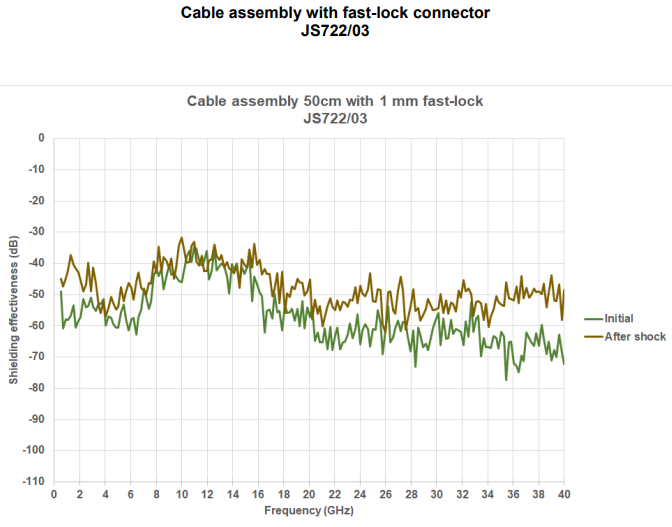 Cable assembly with fast-lock connector
JS722/03
Cable assembly 50cm with 1 mm fast-lock
JS722/03
0
-10
-20
-30
-40
-50
-60
-70
-80
-90
-100
-110
Shielding effectiveness (dB)
0 2 4 6 8 10 12 14 16 18 20 22 24 26 28 30 32 34 36 38 40
Frequency (GHz)
Initial
After shock